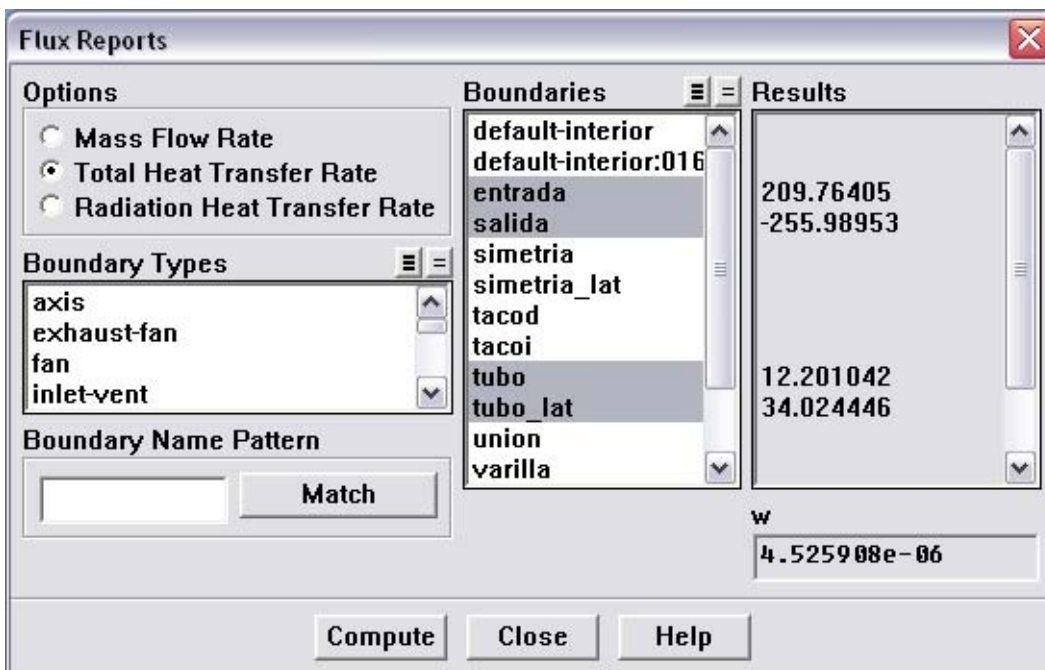 Flux Reports
Options
Mass Flow Rate
Total Heat Transfer Rate
Radiation Heat Transfer Rate
Boundary Types
axis
exhaust-fan
fan
inlet-vent
Boundary Name Pattern
Match
Boundaries
default-interior
default-interior:016
entrada
salida
simetria
simetria_lat
tacod
tacoi
tubo
tubo_lat
union
varilla
Results
209.76405
-255.98953
12.201042
34.024446
w
4.525908e-06
Compute
Close
Help